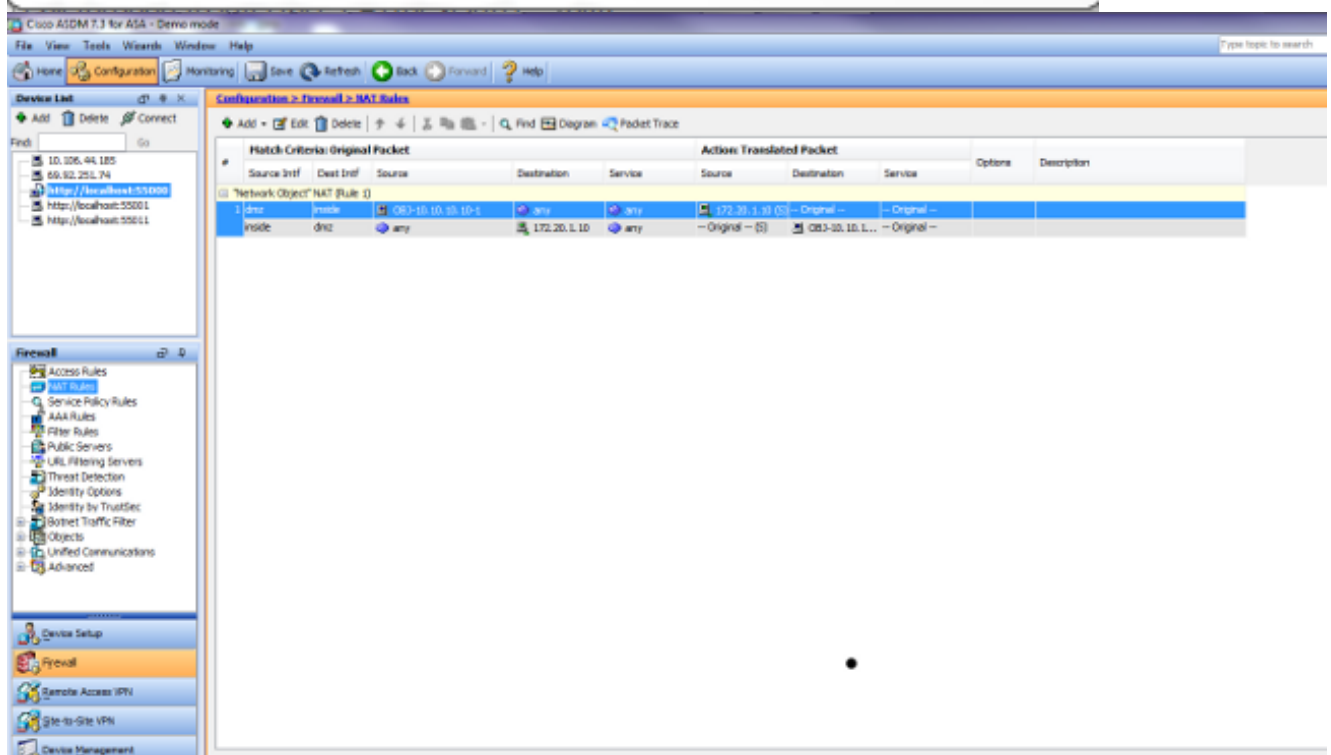 Cisco ASDM 7.3 for ASA - Demo mode
File View Tools Wizards Window Help
Type topic to search
Home Configuration Monitoring Save Refresh Back Forward Help
Device List
Add Delete Connect
Find: Go
10.106.44.185
69.92.251.74
http://localhost:55000
http://localhost:55001
http://localhost:55011
Configuration > Firewall > NAT Rules
Add Edit Delete Find Diagram Packet Trace
# Match Criteria: Original Packet Action: Translated Packet Options Description
Source Intf Dest Intf Source Destination Service Source Destination Service
"Network Object" NAT (Rule 1)
1 dmz inside OBJ-10.10.10.10-1 any any 172.20.1.10 (S) -- Original -- -- Original --
inside dmz any 172.20.1.10 any -- Original -- (S) OBJ-10.10.1... -- Original --
Firewall
Access Rules
NAT Rules
Service Policy Rules
AAA Rules
Filter Rules
Public Servers
URL Filtering Servers
Threat Detection
Identity Options
Identity by TrustSec
Botnet Traffic Filter
Objects
Unified Communications
Advanced
Device Setup
Firewall
Remote Access VPN
Site-to-Site VPN
Device Management